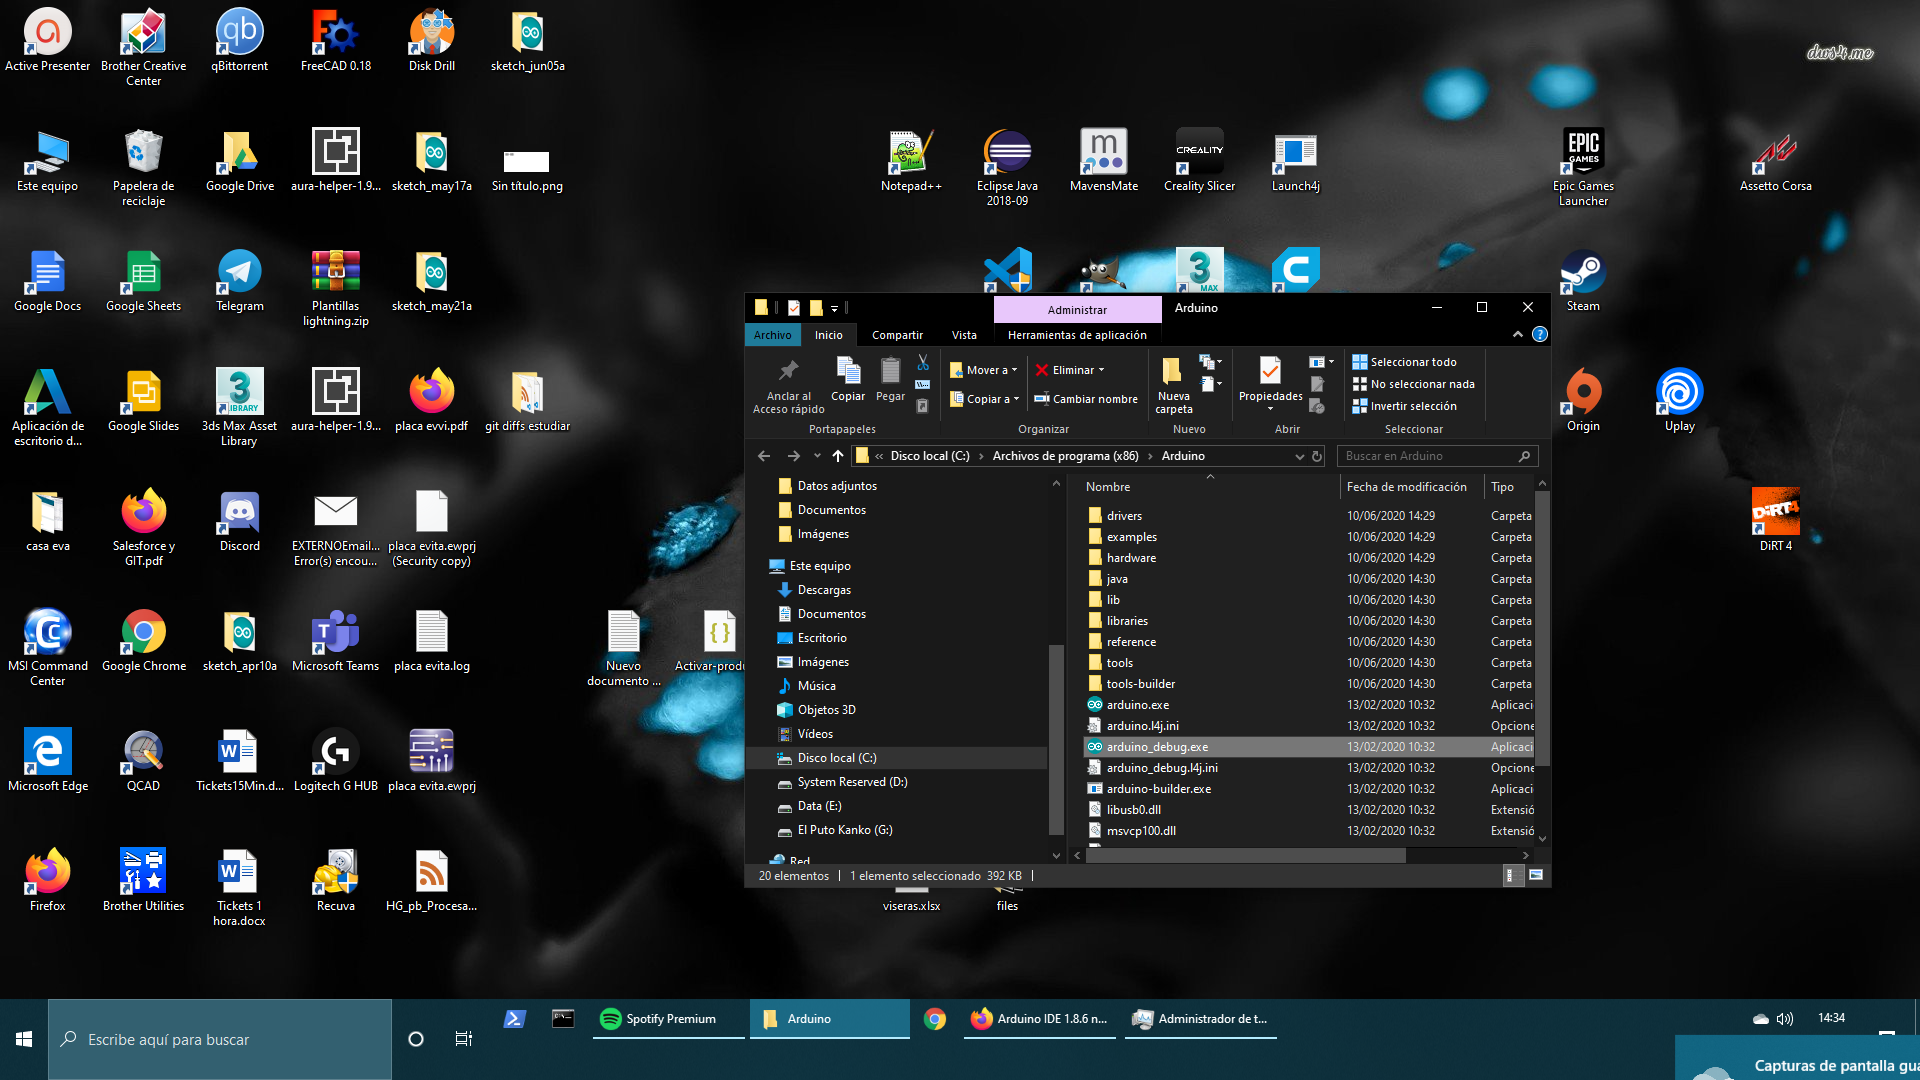 Active Presenter
Brother Creative
Center
qBittorrent
FreeCAD 0.18
Disk Drill
sketch_jun05a
dws4.me
Este equipo
Papelera de
reciclaje
Google Drive
aura-helper-1.9...
sketch_may17a
Sin título.png
Notepad++
Eclipse Java
2018-09
MavensMate
CREALITY
Creality Slicer
Launch4j
EPIC
GAMES
Epic Games
Launcher
Assetto Corsa
Google Docs
Google Sheets
Telegram
Plantillas
lightning.zip
sketch_may21a
3
MAX
Steam
Aplicación de
escritorio d...
Google Slides
3
LIBRARY
3ds Max Asset
Library
aura-helper-1.9...
placa evvi.pdf
git diffs estudiar
Origin
Uplay
casa eva
Salesforce y
GIT.pdf
Discord
EXTERNOEmail...
Error(s) encou...
placa evita.ewprj
(Security copy)
DiRT4
DiRT 4
MSI Command
Center
Google Chrome
sketch_apr10a
Microsoft Teams
placa evita.log
Nuevo
documento ...
Activar-produ
Microsoft Edge
QCAD
Tickets15Min.d...
Logitech G HUB
placa evita.ewprj
Firefox
Brother Utilities
Tickets 1
hora.docx
Recuva
HG_pb_Procesa...
viseras.xlsx
files
Administrar
Arduino
Archivo
Inicio
Compartir
Vista
Herramientas de aplicación
Anclar al
Acceso rápido
Copiar
Pegar
Mover a
Copiar a
Eliminar
Cambiar nombre
Nueva
carpeta
Propiedades
Seleccionar todo
No seleccionar nada
Invertir selección
Portapapeles
Organizar
Nuevo
Abrir
Seleccionar
« Disco local (C:) › Archivos de programa (x86) › Arduino
Buscar en Arduino
Datos adjuntos
Documentos
Imágenes
Este equipo
Descargas
Documentos
Escritorio
Imágenes
Música
Objetos 3D
Vídeos
Disco local (C:)
System Reserved (D:)
Data (E:)
El Puto Kanko (G:)
Red
Nombre Fecha de modificación Tipo
drivers 10/06/2020 14:29 Carpeta
examples 10/06/2020 14:29 Carpeta
hardware 10/06/2020 14:29 Carpeta
java 10/06/2020 14:30 Carpeta
lib 10/06/2020 14:30 Carpeta
libraries 10/06/2020 14:30 Carpeta
reference 10/06/2020 14:30 Carpeta
tools 10/06/2020 14:30 Carpeta
tools-builder 10/06/2020 14:30 Carpeta
arduino.exe 13/02/2020 10:32 Aplicaci
arduino.l4j.ini 13/02/2020 10:32 Opcione
arduino_debug.exe 13/02/2020 10:32 Aplicaci
arduino_debug.l4j.ini 13/02/2020 10:32 Opcione
arduino-builder.exe 13/02/2020 10:32 Aplicaci
libusb0.dll 13/02/2020 10:32 Extensió
msvcp100.dll 13/02/2020 10:32 Extensió
20 elementos
1 elemento seleccionado 392 KB
Escribe aquí para buscar
Spotify Premium
Arduino
Arduino IDE 1.8.6 n...
Administrador de t...
14:34
Capturas de pantalla gua